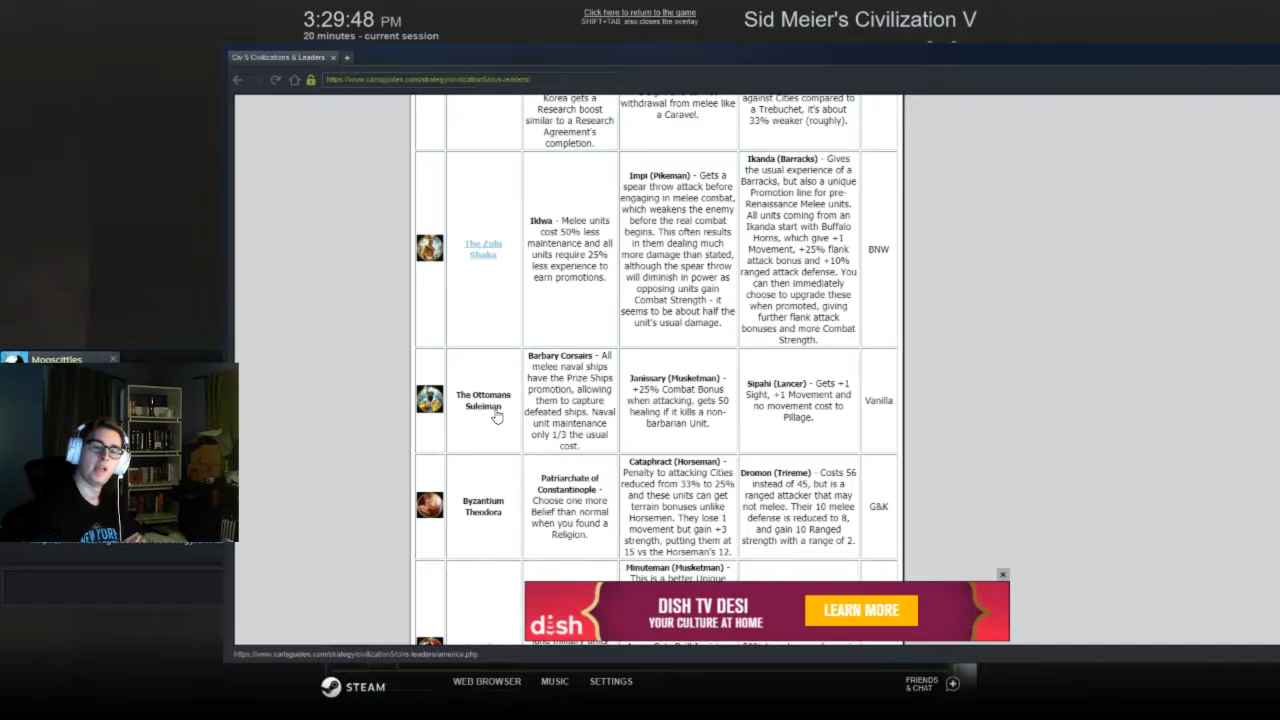 3:29:48 PM
20 minutes - current session
Click here to return to the game
SHIFT+TAB also closes the overlay
Sid Meier's Civilization V
Civ 5 Civilizations & Leaders
https://www.carlsguides.com/strategy/civilization5/civs-leaders/
Korea gets a
Research boost
similar to a Research
Agreement's
completion.
withdrawal from melee like
a Caravel.
against Cities compared to
a Trebuchet, it's about
33% weaker (roughly).
The Zulu
Shaka
Iklwa - Melee units
cost 50% less
maintenance and all
units require 25%
less experience to
earn promotions.
Impi (Pikeman) - Gets a
spear throw attack before
engaging in melee combat,
which weakens the enemy
before the real combat
begins. This often results
in them dealing much
more damage than stated,
although the spear throw
will diminish in power as
opposing units gain
Combat Strength - it
seems to be about half the
unit's usual damage.
Ikanda (Barracks) - Gives
the usual experience of a
Barracks, but also a unique
Promotion line for pre-
Renaissance Melee units.
All units coming from an
Ikanda start with Buffalo
Horns, which give +1
Movement, +25% flank
attack bonus and +10%
ranged attack defense. You
can then immediately
choose to upgrade these
when promoted, giving
further flank attack
bonuses and more Combat
Strength.
BNW
Mooscittles
The Ottomans
Suleiman
Barbary Corsairs - All
melee naval ships
have the Prize Ships
promotion, allowing
them to capture
defeated ships. Naval
unit maintenance
only 1/3 the usual
cost.
Janissary (Musketman) -
+25% Combat Bonus
when attacking, gets 50
healing if it kills a non-
barbarian Unit.
Sipahi (Lancer) - Gets +1
Sight, +1 Movement and
no movement cost to
Pillage.
Vanilla
Byzantium
Theodora
Patriarchate of
Constantinople -
Choose one more
Belief than normal
when you found a
Religion.
Cataphract (Horseman) -
Penalty to attacking Cities
reduced from 33% to 25%
and these units can get
terrain bonuses unlike
Horsemen. They lose 1
movement but gain +3
strength, putting them at
15 vs the Horseman's 12.
Dromon (Trireme) - Costs 56
instead of 45, but is a
ranged attacker that may
not melee. Their 10 melee
defense is reduced to 8,
and gain 10 Ranged
strength with a range of 2.
G&K
Minuteman (Musketman) -
This is a better Unique
NEW YORK
dish
DISH TV DESI
YOUR CULTURE AT HOME
LEARN MORE
https://www.carlsguides.com/strategy/civilization5/civs-leaders/america.php
STEAM
WEB BROWSER
MUSIC
SETTINGS
FRIENDS
& CHAT